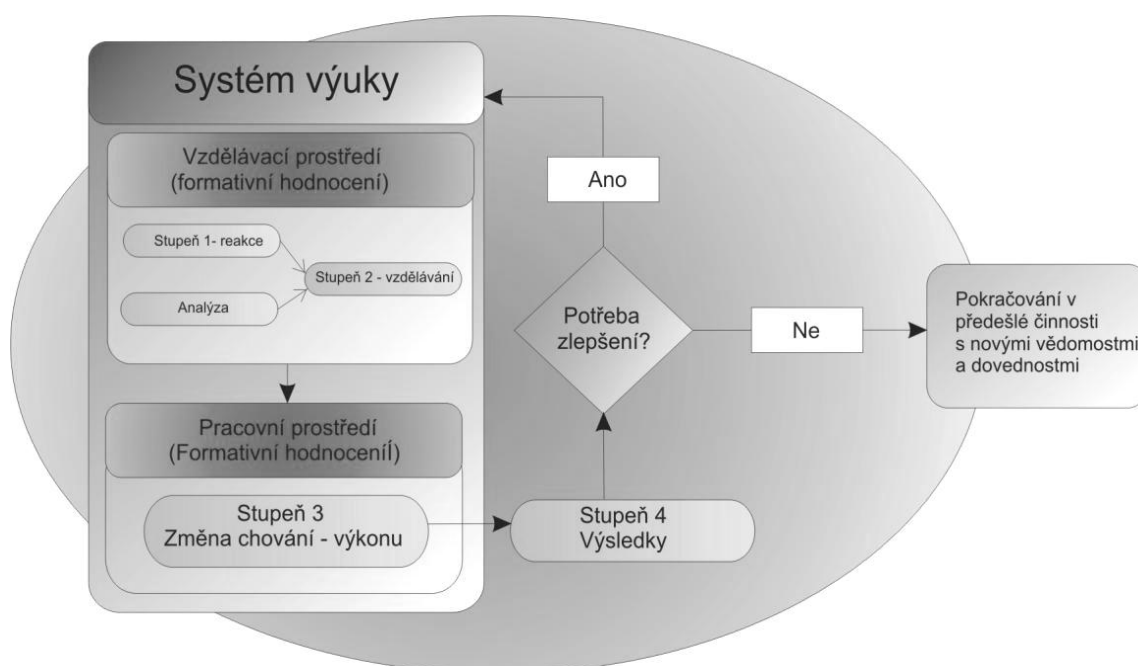 Systém výuky
Vzdělávací prostředí
(formativní hodnocení)
Stupeň 1- reakce
Stupeň 2 - vzdělávání
Analýza
Pracovní prostředí
(Formativní hodnoceníÍ)
Stupeň 3
Změna chování - výkonu
Stupeň 4
Výsledky
Potřeba
zlepšení?
Ano
Ne
Pokračování v
předešlé činnosti
s novými vědomostmi
a dovednostmi